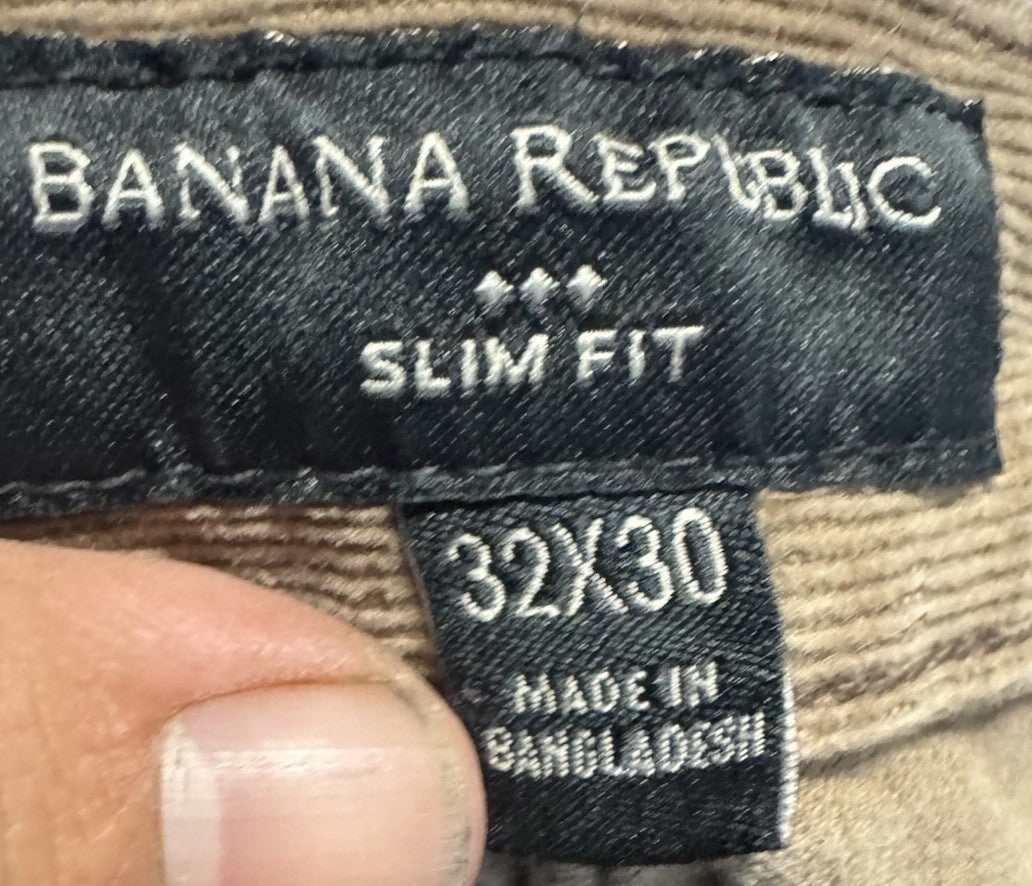 BANANA REPUBLIC
SLIM FIT
32X30
MADE IN
BANGLADESH